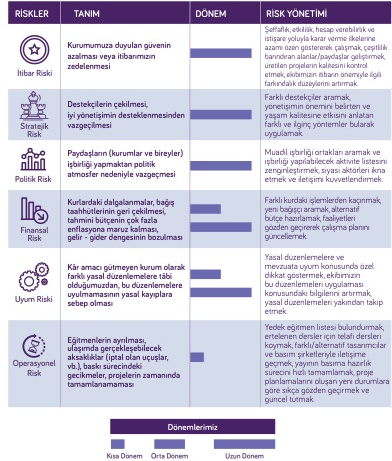 RİSKLER
TANIM
DÖNEM
RİSK YÖNETİMİ
İtibar Riski
Kurumumuza duyulan güvenin
azalması veya itibarımızın
zedelenmesi
Şeffaflık, etkililik, hesap verebilirlik ve
istişare yoluyla karar verme ilkelerine
azami özen göstererek çalışmak, çeşitlilik
barındıran alanlar/paydaşlar geliştirmek,
üretilen projelerin kalitesini kontrol
etmek, ekibimizin itibarın önemiyle ilgili
farkındalık düzeylerini artırmak.
Stratejik
Risk
Destekçilerin çekilmesi,
iyi yönetişimin desteklenmesinden
vazgeçilmesi
Farklı destekçiler aramak,
yönetişimin önemini belirten ve
yaşam kalitesine etkisini anlatan
farklı ve ilginç yöntemler bularak
uygulamak.
Politik Risk
Paydaşların (kurumlar ve bireyler)
işbirliği yapmaktan politik
atmosfer nedeniyle vazgeçmesi
Muadil işbirliği ortakları aramak ve
işbirliği yapılabilecek aktivite listesini
zenginleştirmek, siyasi aktörleri ikna
etmek ve iletişimi kuvvetlendirmek.
Finansal
Risk
Kurlardaki dalgalanmalar, bağış
taahhütlerinin geri çekilmesi,
tahmini bütçenin çok fazla
enflasyona maruz kalması,
gelir - gider dengesinin bozulması
Farklı kurdaki işlemlerden kaçınmak,
yeni bağışçı aramak, alternatif
bütçe hazırlamak, faaliyetleri
gözden geçirerek çalışma planını
güncellemek.
Uyum Riski
Kâr amacı gütmeyen kurum olarak
farklı yasal düzenlemelere tâbi
olduğumuzdan, bu düzenlemelere
uyulmamasının yasal kayıplara
sebep olması
Yasal düzenlemelere ve
mevzuata uyum konusunda özel
dikkat göstermek, ekibimizin
bu düzenlemeleri uygulaması
konusundaki bilgilerini artırmak,
yasal düzenlemeleri yakından takip
etmek.
Operasyonel
Risk
Eğitmenlerin ayrılması,
ulaşımda gerçekleşebilecek
aksaklıklar (iptal olan uçuşlar,
vb.), baskı sürecindeki
gecikmeler, projelerin zamanında
tamamlanamaması
Yedek eğitmen listesi bulundurmak,
ertelenen dersler için telafi dersleri
koymak, farklı/alternatif tasarımcılar
ve basım şirketleriyle iletişime
geçmek, yayının basıma hazırlık
sürecini hızlı tamamlamak, proje
planlamalarını oluşan yeni durumlara
göre sıkça gözden geçirmek ve
güncel tutmak.
Dönemlerimiz
Kısa Dönem
Orta Dönem
Uzun Dönem